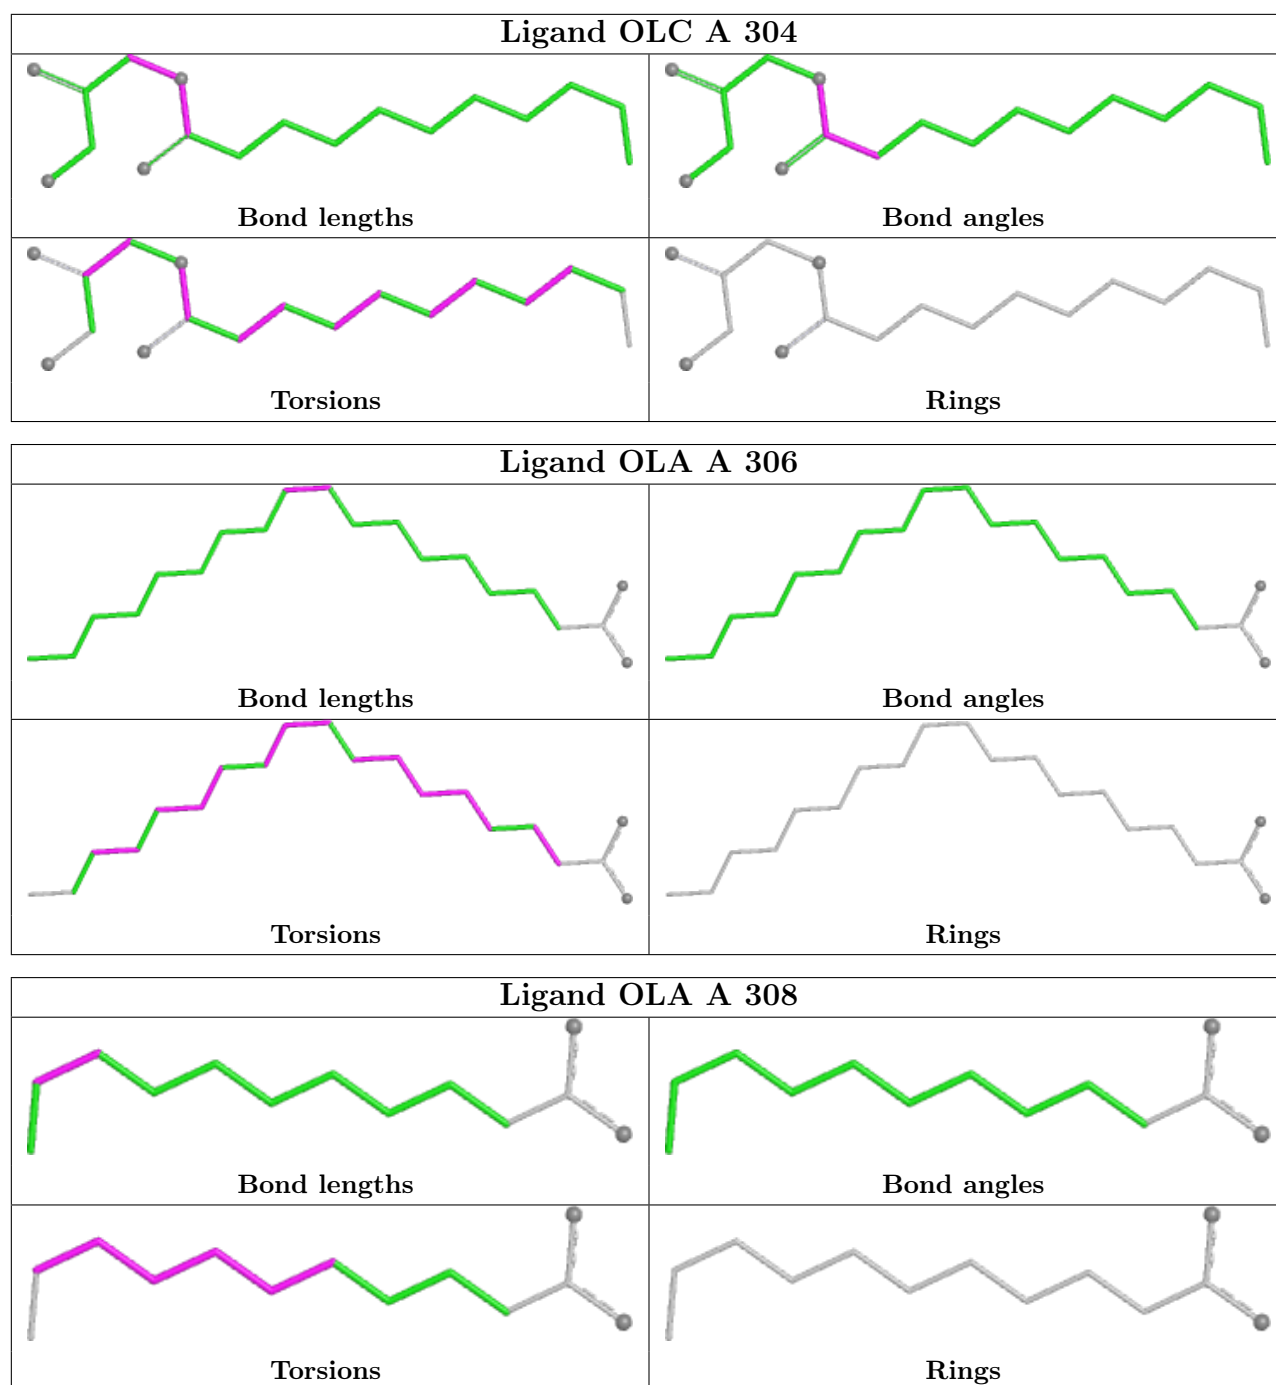 Ligand OLC A 304
Bond lengths
Bond angles
Torsions
Rings
Ligand OLA A 306
Bond lengths
Bond angles
Torsions
Rings
Ligand OLA A 308
Bond lengths
Bond angles
Torsions
Rings